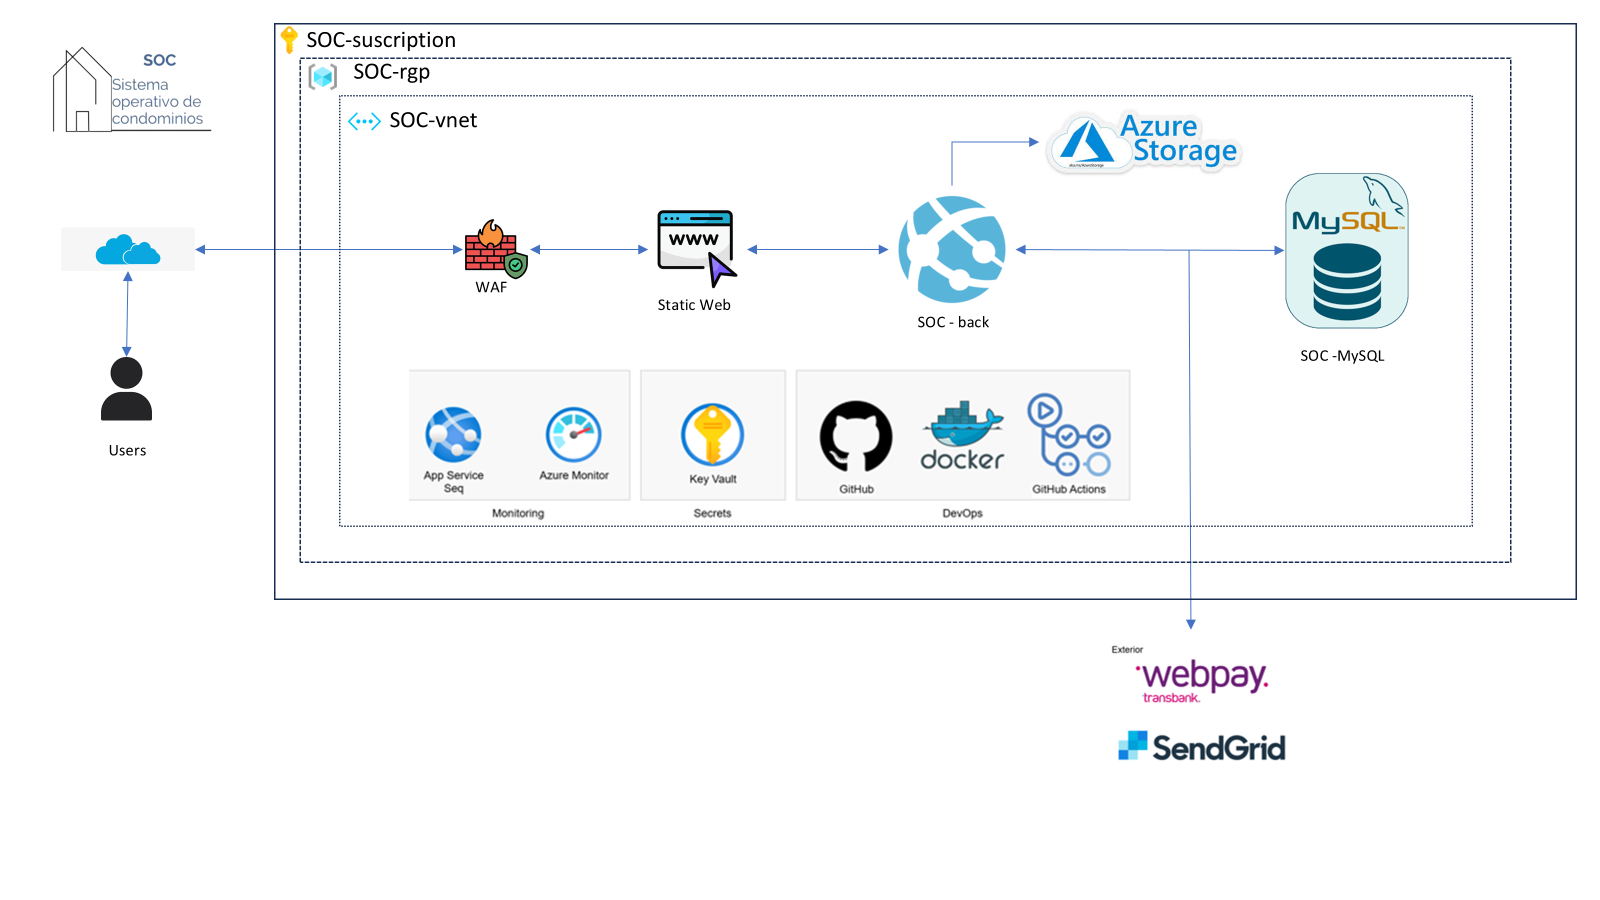 SOC-suscription
SOC
Sistema
operativo de
condominios
SOC-rgp
SOC-vnet
Azure
Storage
MySQL
www
WAF
Static Web
SOC - back
SOC -MySQL
Users
App Service
Seq
Azure Monitor
Key Vault
docker
GitHub
GitHub Actions
Monitoring
Secrets
DevOps
Exterior
webpay.
transbank.
SendGrid